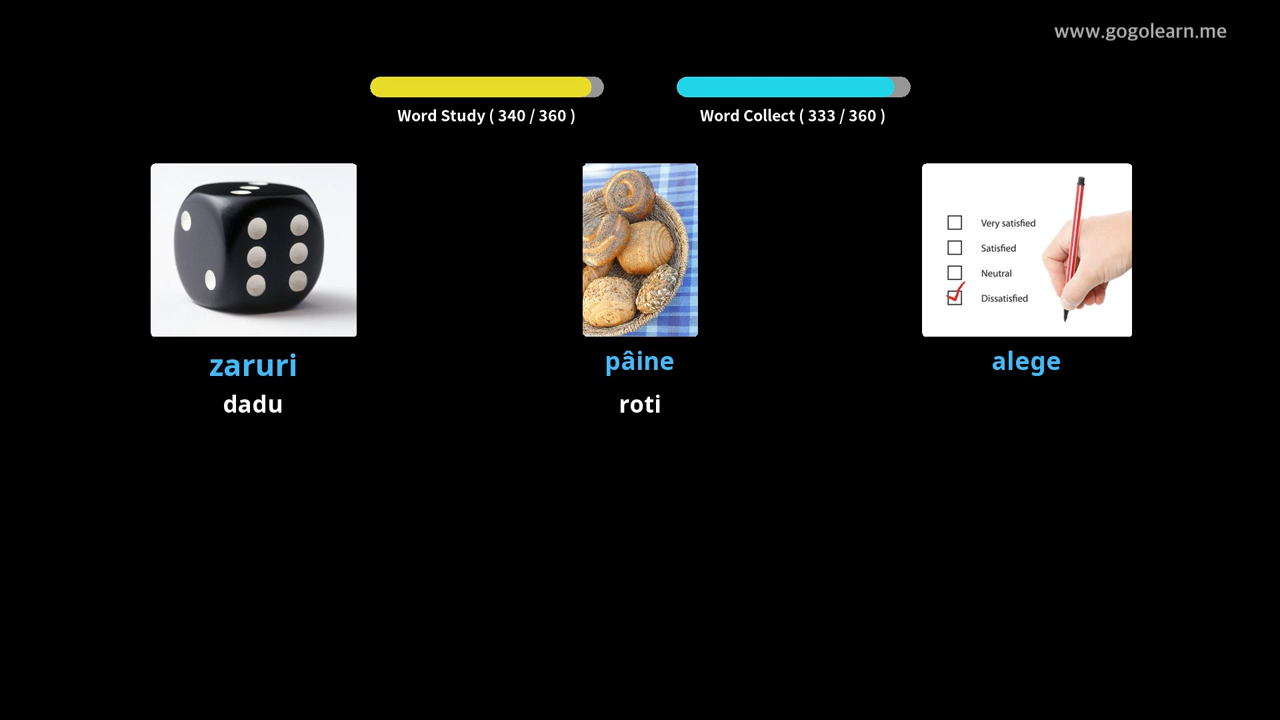 www.gogolearn.me
Word Study ( 340 / 360 )
Word Collect ( 333 / 360 )
Very satisfied
Satisfied
Neutral
Dissatisfied
zaruri
pâine
alege
dadu
roti